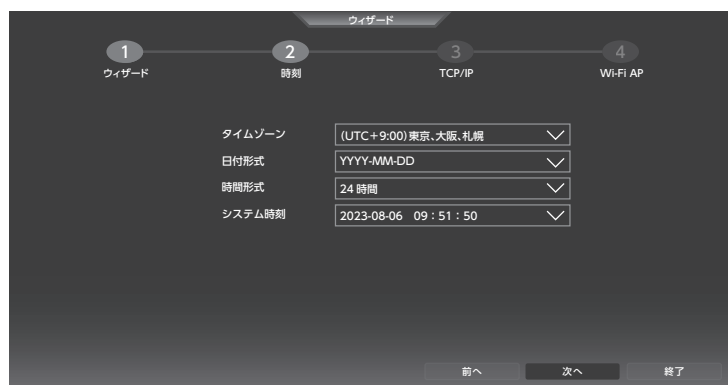 ウィザード
1 2 3 4
ウィザード 時刻 TCP/IP Wi-Fi AP
タイムゾーン (UTC+9:00)東京、大阪、札幌
日付形式 YYYY-MM-DD
時間形式 24 時間
システム時刻 2023-08-06 09：51：50
前へ 次へ 終了